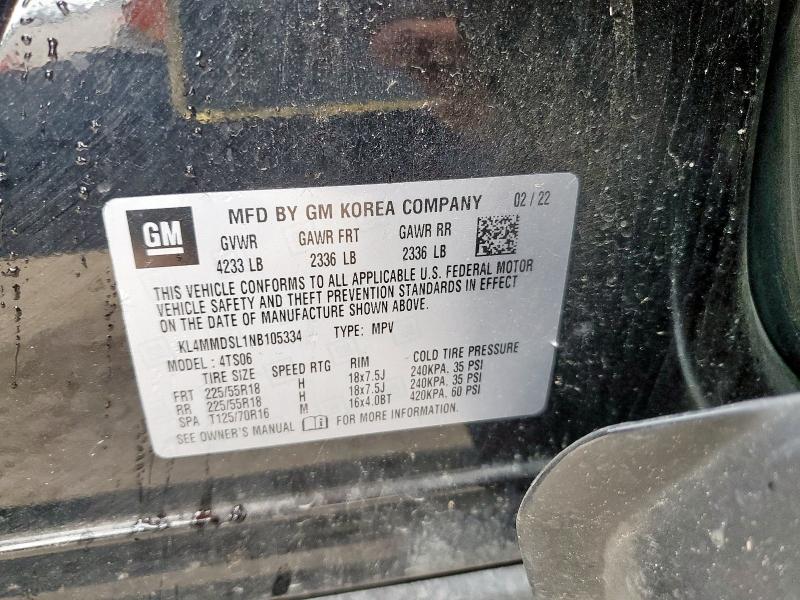 GM
MFD BY GM KOREA COMPANY 02 / 22
GVWR GAWR FRT GAWR RR
4233 LB 2336 LB 2336 LB
THIS VEHICLE CONFORMS TO ALL APPLICABLE U.S. FEDERAL MOTOR
VEHICLE SAFETY AND THEFT PREVENTION STANDARDS IN EFFECT
ON THE DATE OF MANUFACTURE SHOWN ABOVE.
KL4MMDSL1NB105334 TYPE: MPV
MODEL: 4TS06
TIRE SIZE SPEED RTG RIM COLD TIRE PRESSURE
FRT 225/55R18 H 18x7.5J 240KPA, 35 PSI
RR 225/55R18 H 18x7.5J 240KPA, 35 PSI
SPA T125/70R16 M 16x4.0BT 420KPA, 60 PSI
SEE OWNER'S MANUAL FOR MORE INFORMATION.